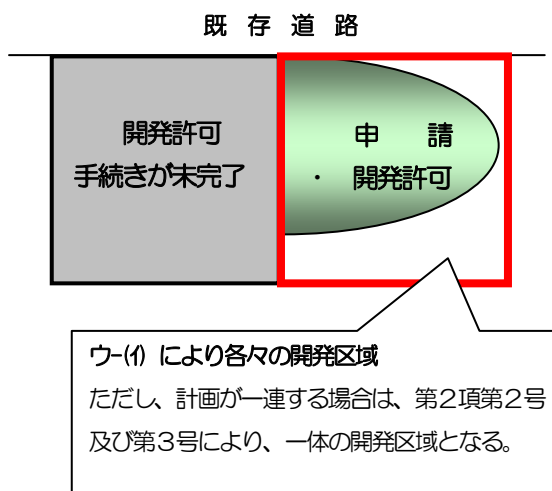 既存道路
開発許可
手続きが未完了
申請
・開発許可
ウ-(ｲ) により各々の開発区域
ただし、計画が一連する場合は、第２項第２号
及び第３号により、一体の開発区域となる。